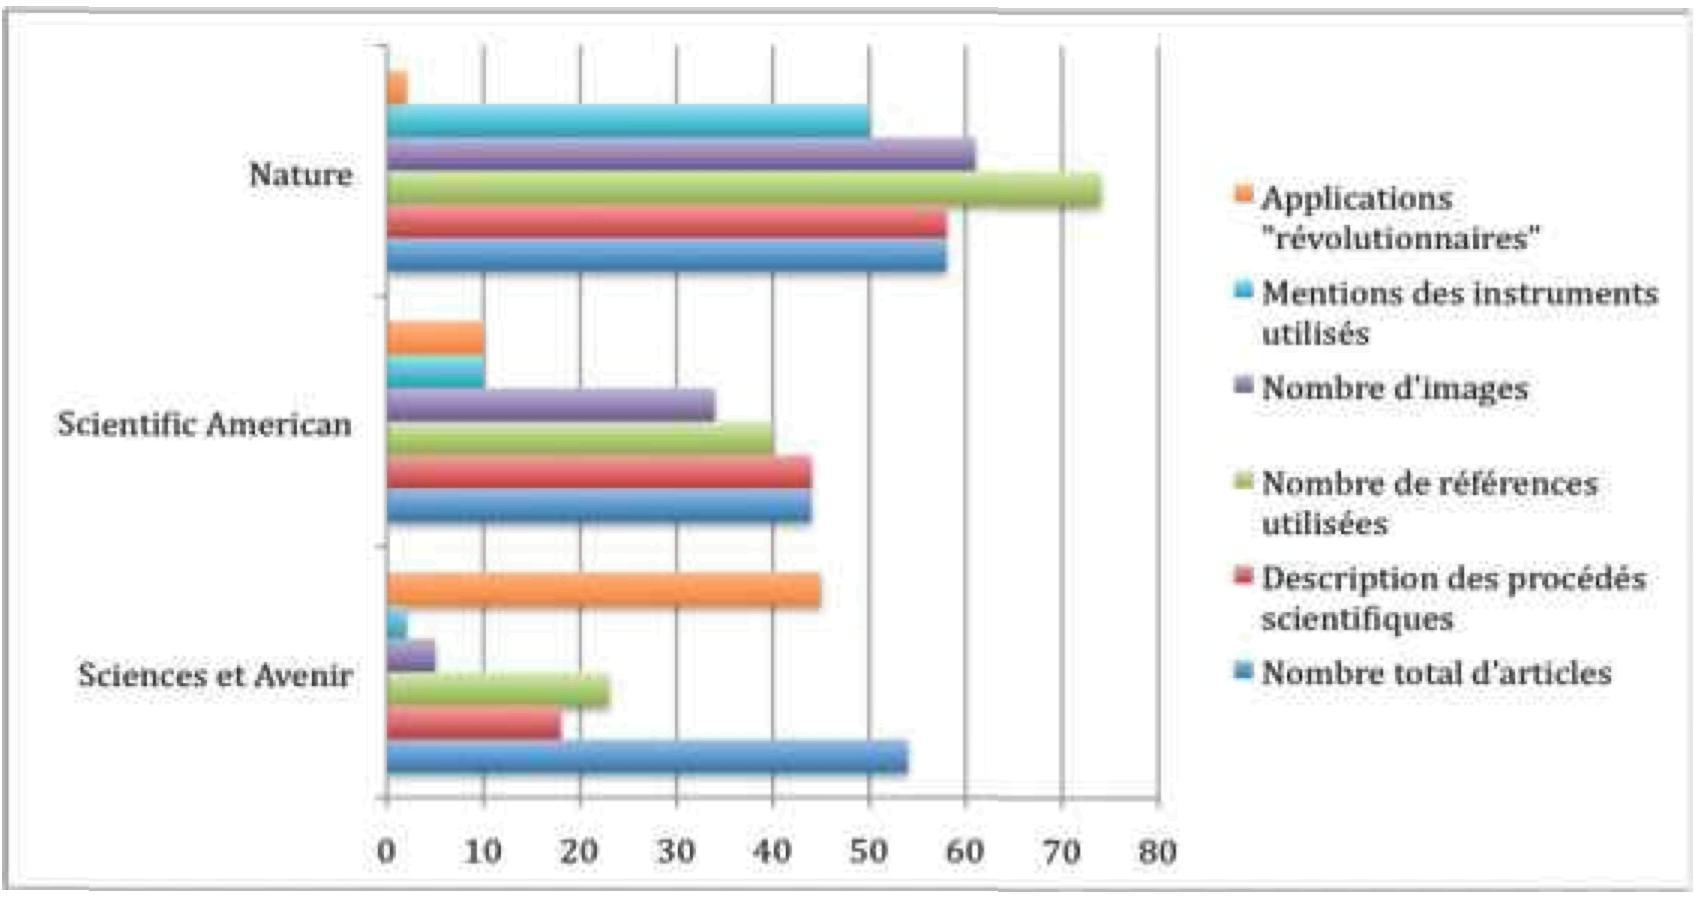 Nature
Scientific American
Sciences et Avenir
0 10 20 30 40 50 60 70 80
Applications
"révolutionnaires"
Mentions des instruments
utilisés
Nombre d'images
Nombre de références
utilisées
Description des procédés
scientifiques
Nombre total d'articles